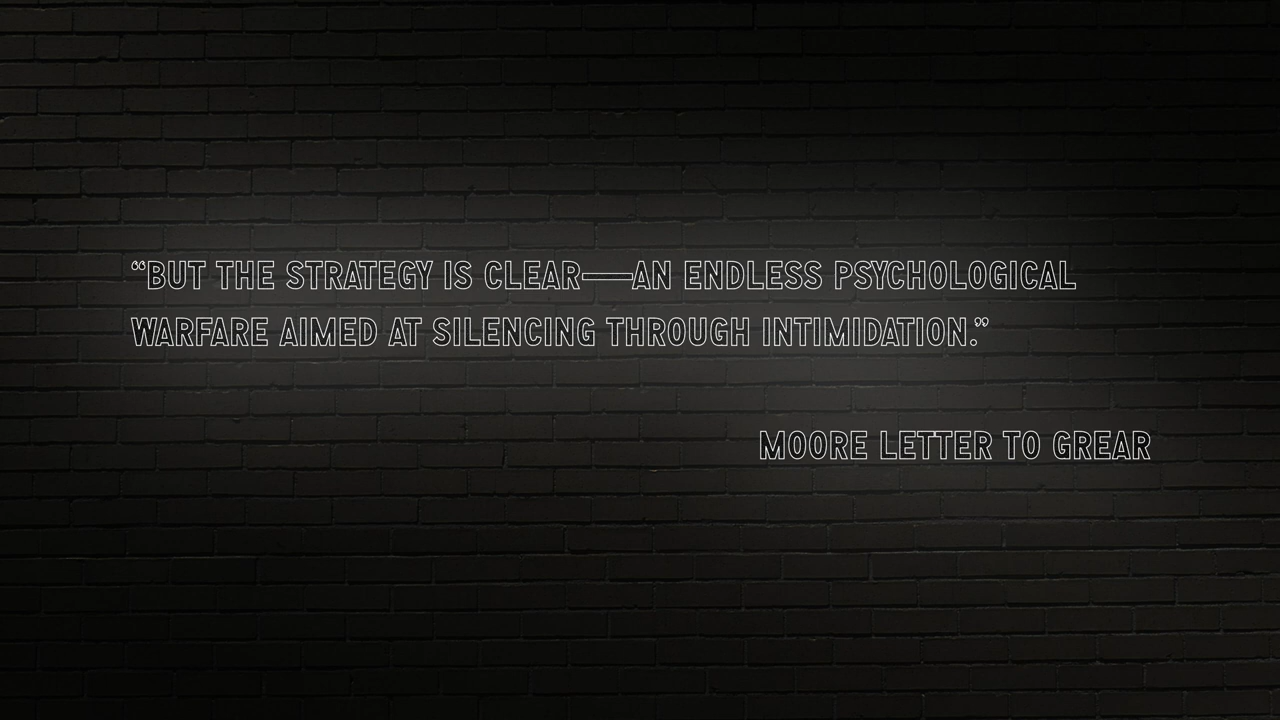 “BUT THE STRATEGY IS CLEAR—AN ENDLESS PSYCHOLOGICAL
WARFARE AIMED AT SILENCING THROUGH INTIMIDATION.”
MOORE LETTER TO GREAR